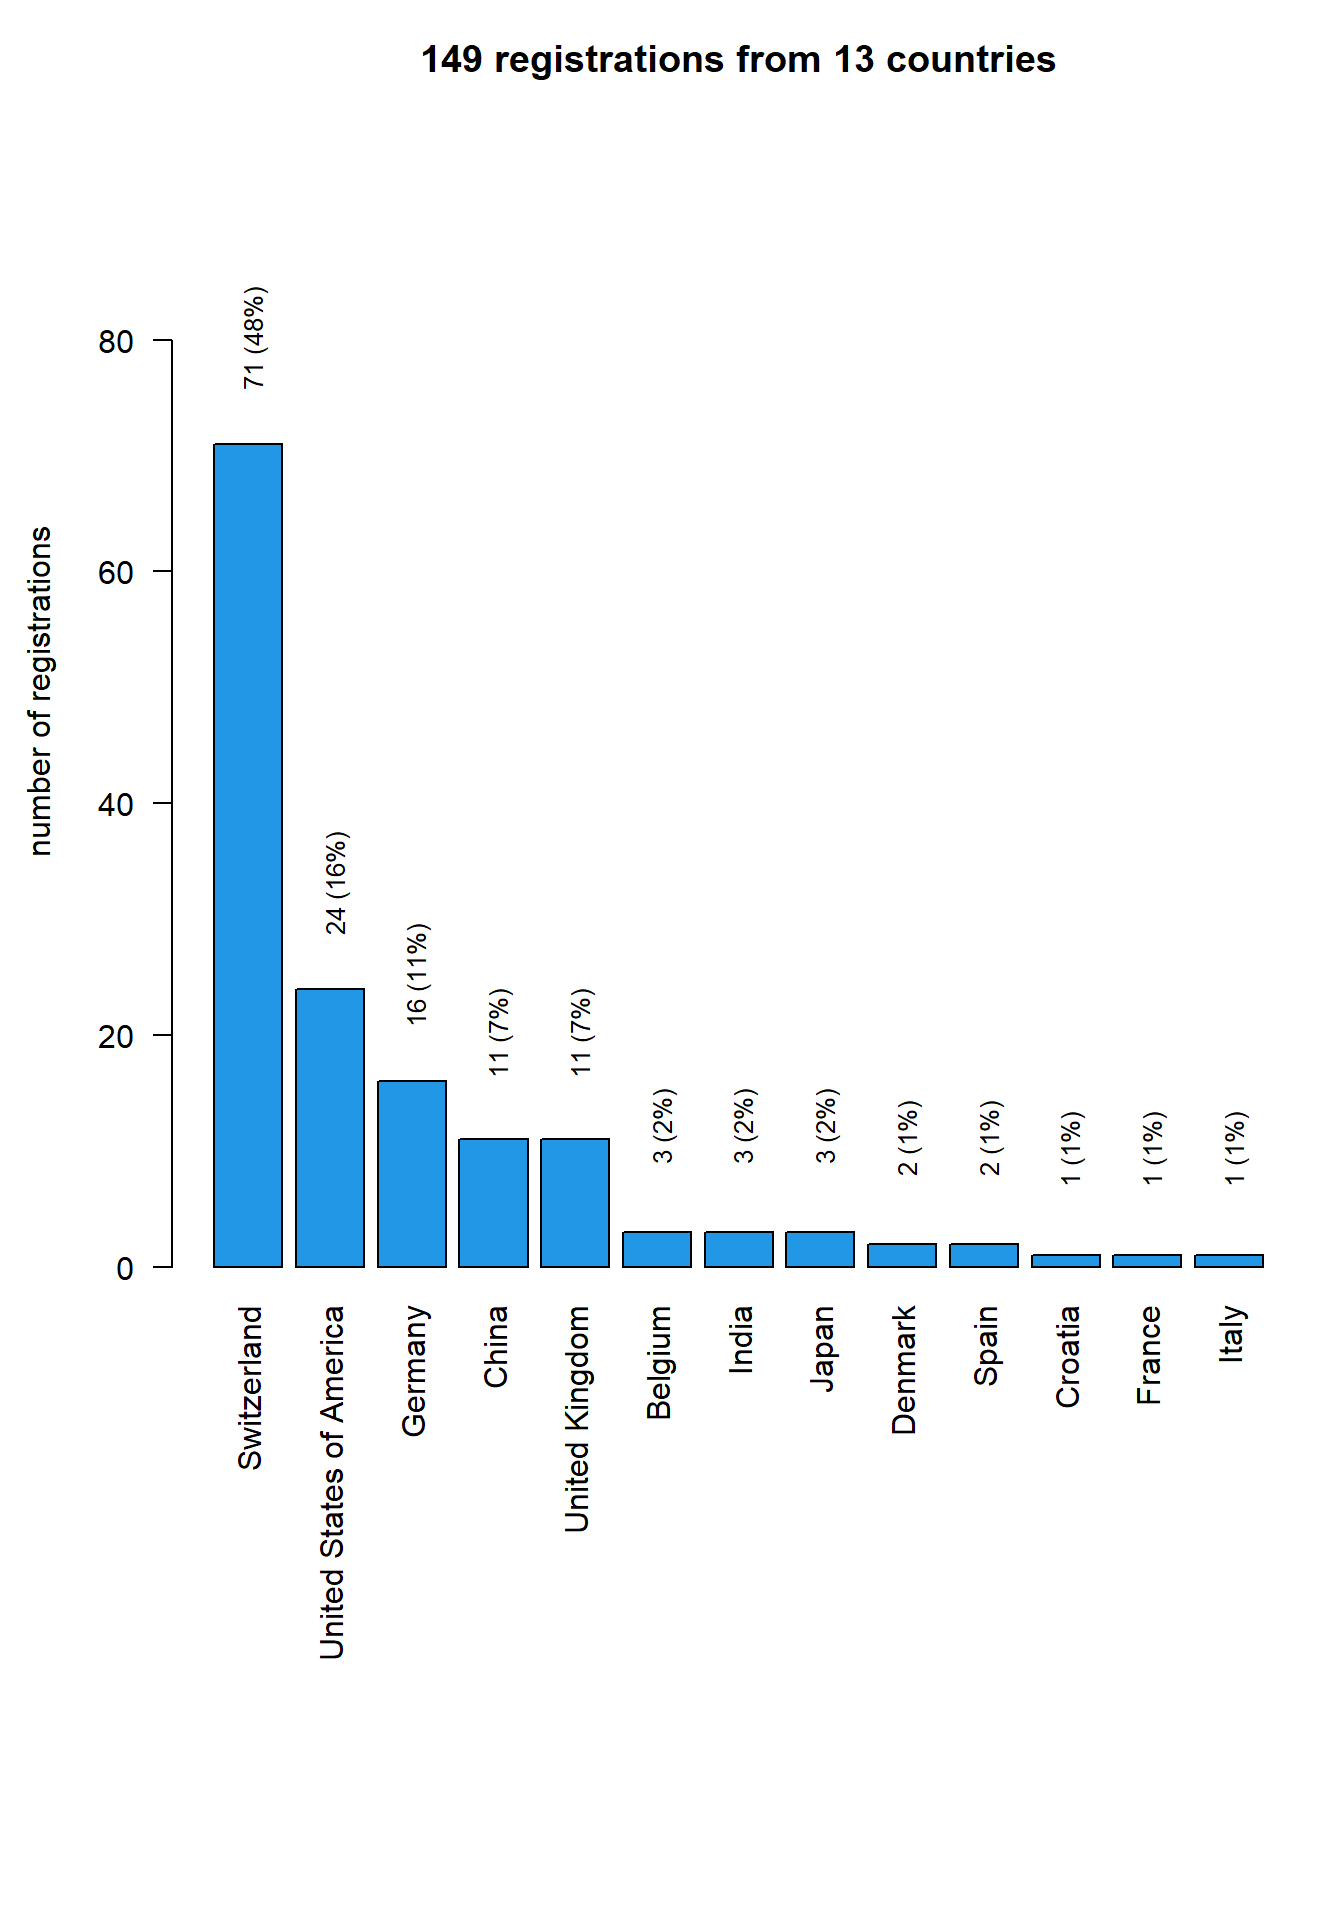 149 registrations from 13 countries
number of registrations
80
60
40
20
0
71 (48%)
24 (16%)
16 (11%)
11 (7%)
11 (7%)
3 (2%)
3 (2%)
3 (2%)
2 (1%)
2 (1%)
1 (1%)
1 (1%)
1 (1%)
Switzerland
United States of America
Germany
China
United Kingdom
Belgium
India
Japan
Denmark
Spain
Croatia
France
Italy